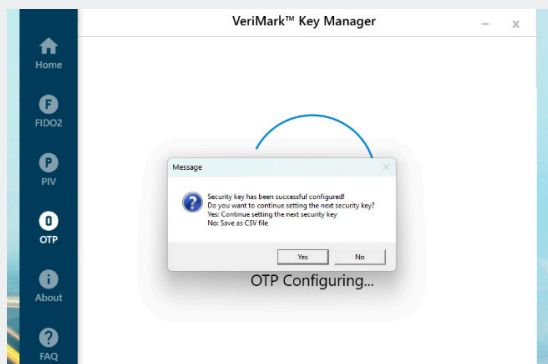 VeriMark™ Key Manager
– x
Home
F
FIDO2
P
PIV
0
OTP
i
About
?
FAQ
Message
?
Security key has been successful configured!
Do you want to continue setting the next security key?
Yes: Continue setting the next security key
No: Save as CSV file
Yes No
OTP Configuring...